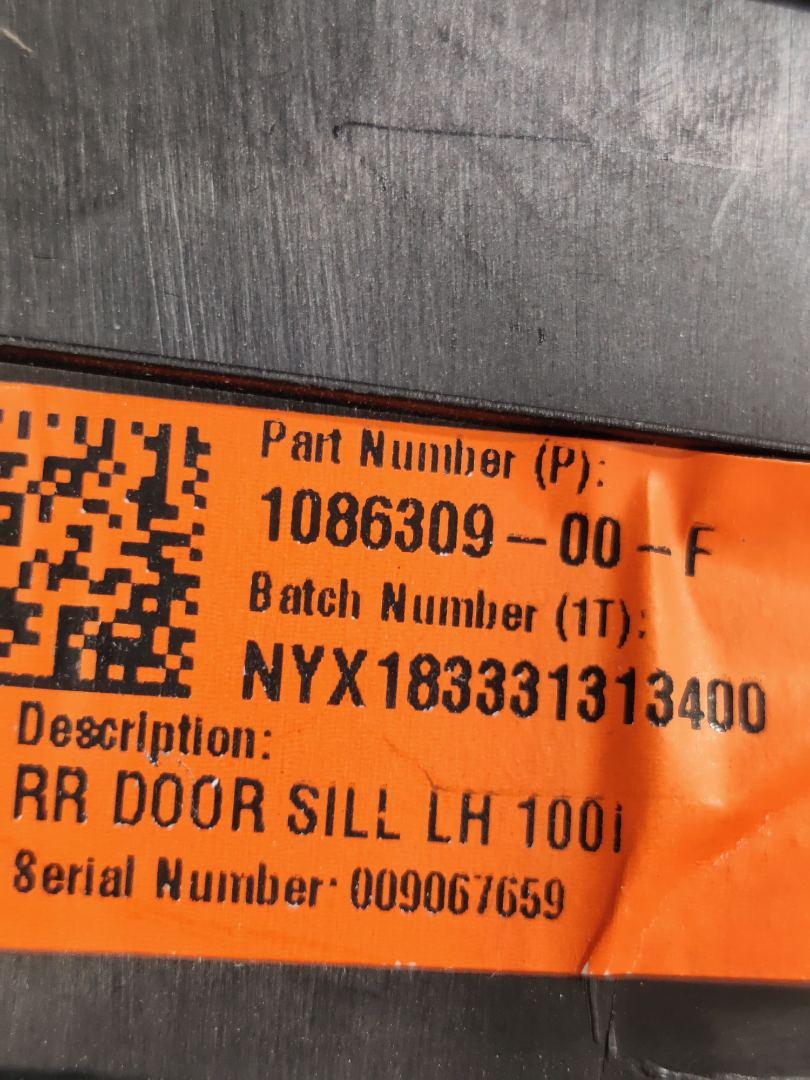 Part Number (P):
1086309-00-F
Batch Number (1T):
NYX183331313400
Description:
RR DOOR SILL LH 100i
Serial Number: 009067659